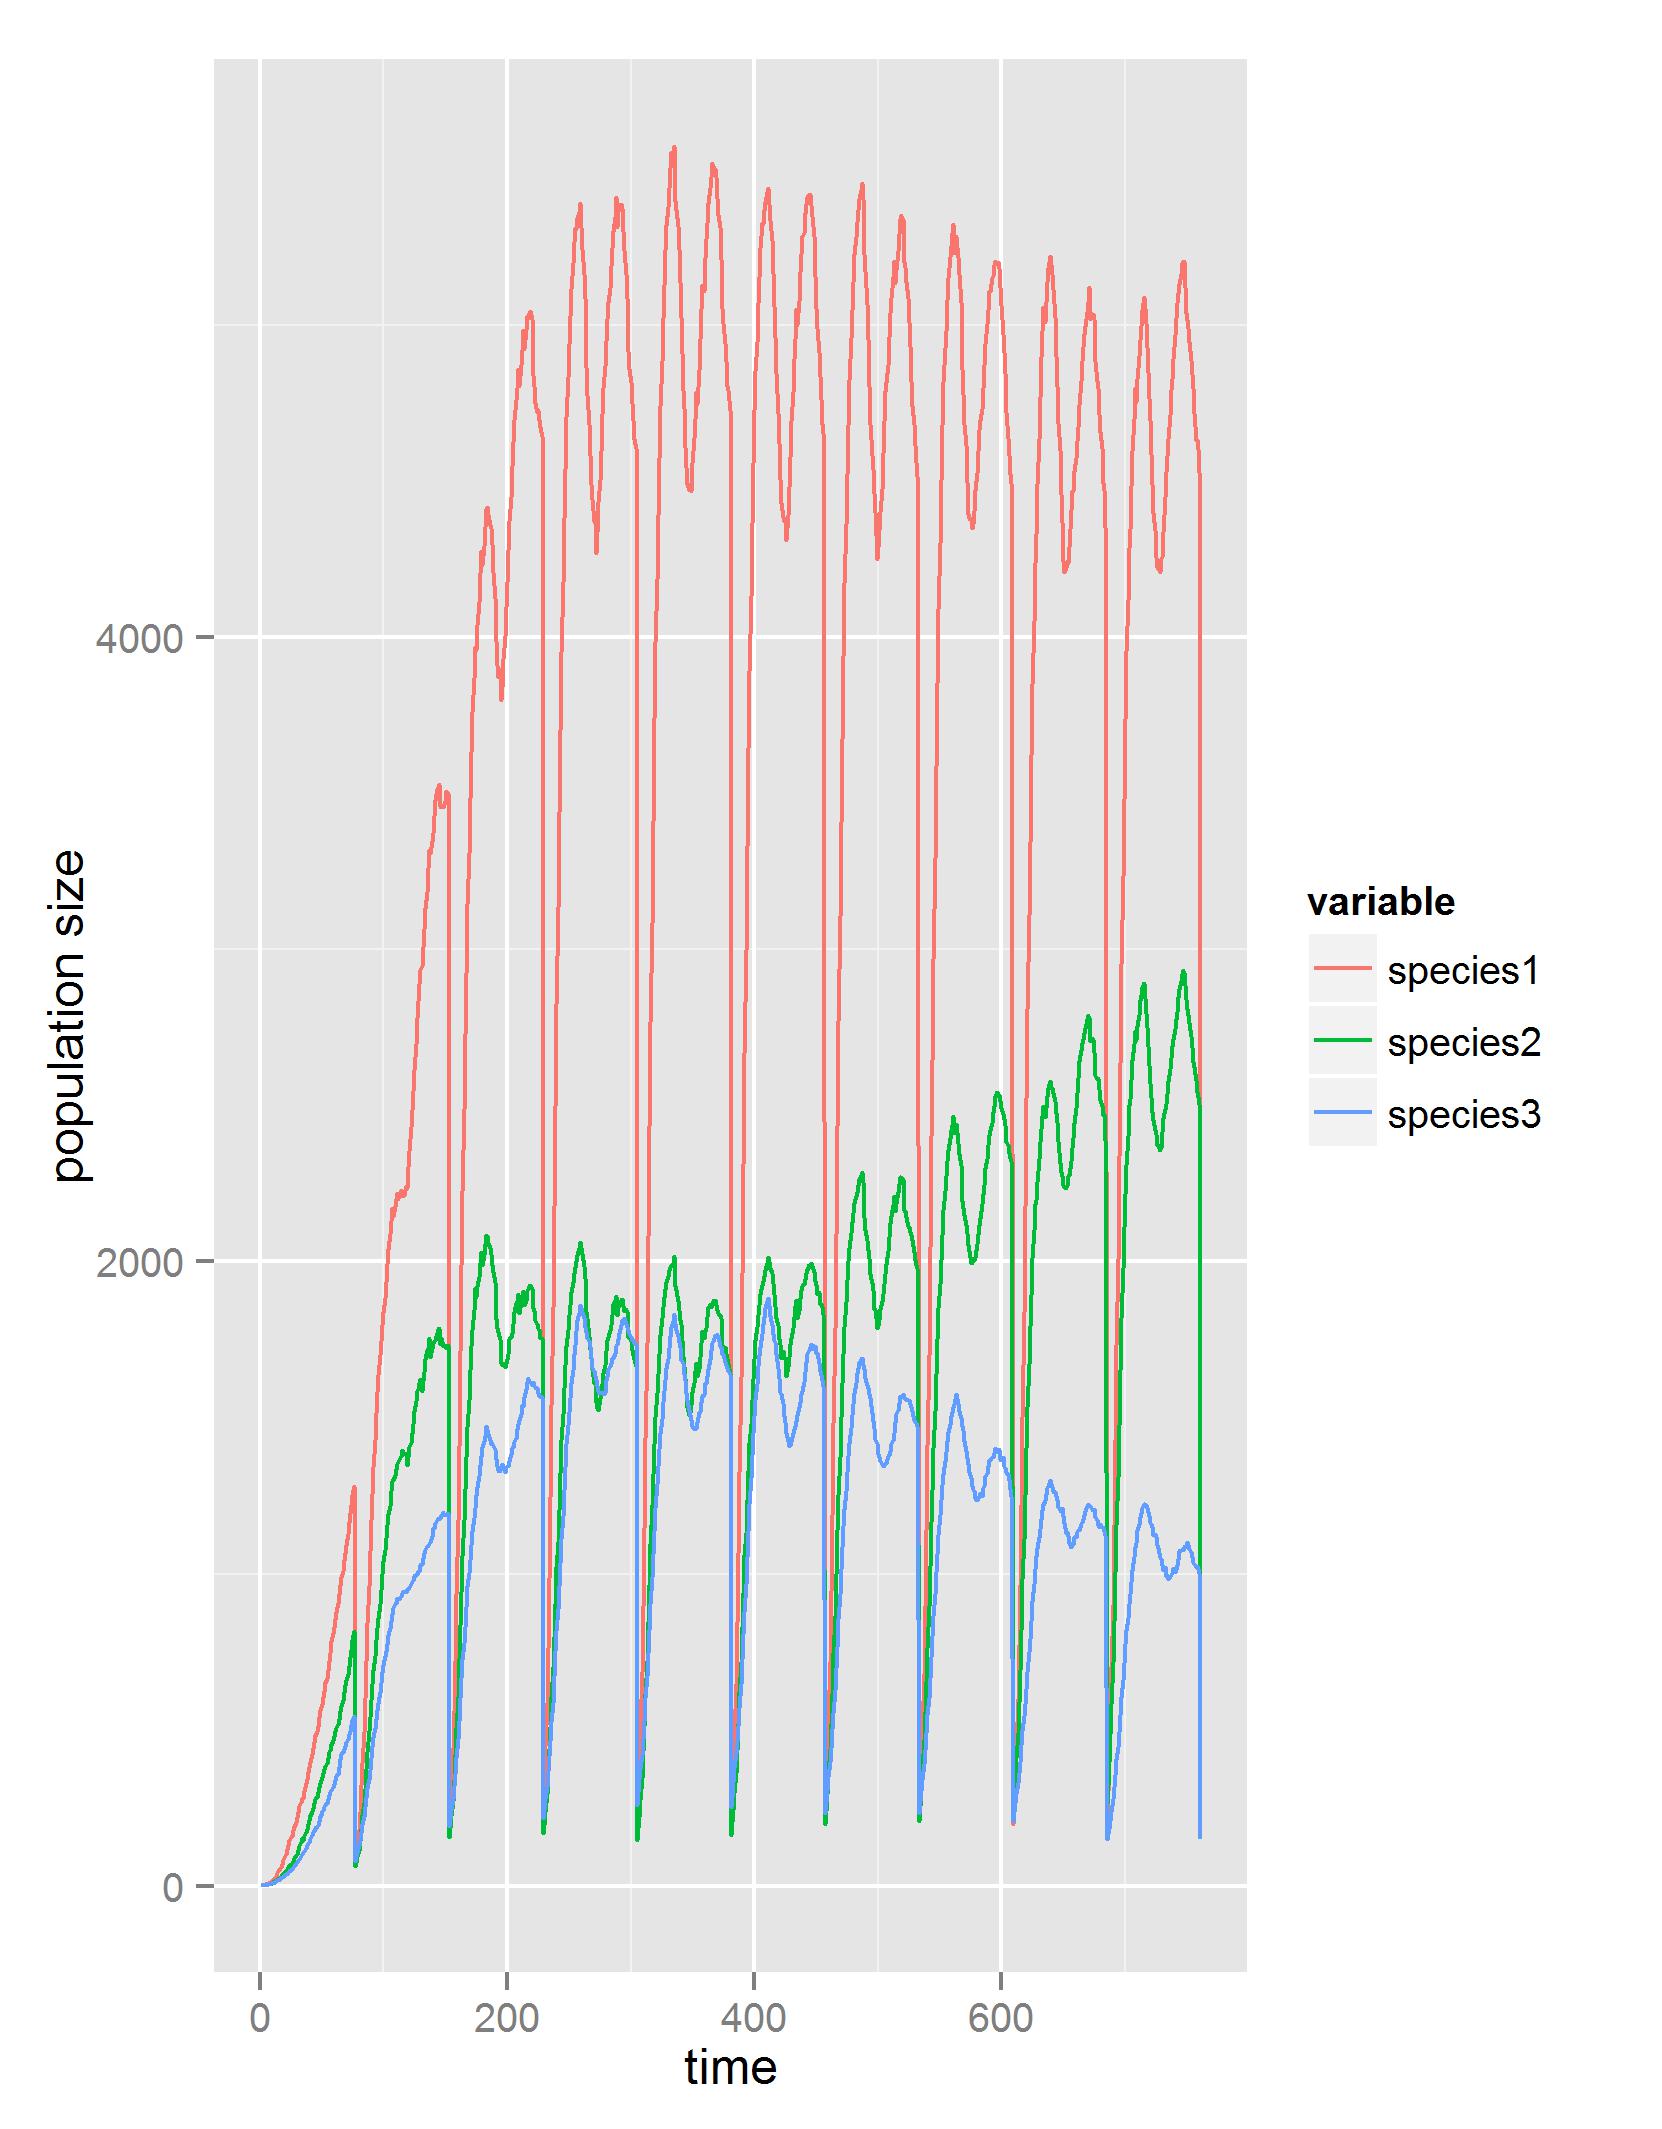 population size
4000
2000
0
0 200 400 600
time
variable
species1
species2
species3